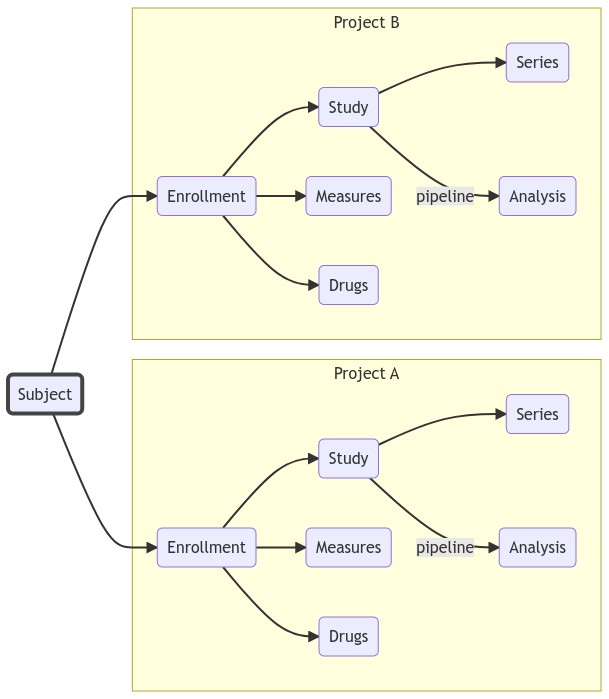 Project B
Series
Study
Enrollment
Measures
pipeline
Analysis
Drugs
Subject
Project A
Series
Study
Enrollment
Measures
pipeline
Analysis
Drugs